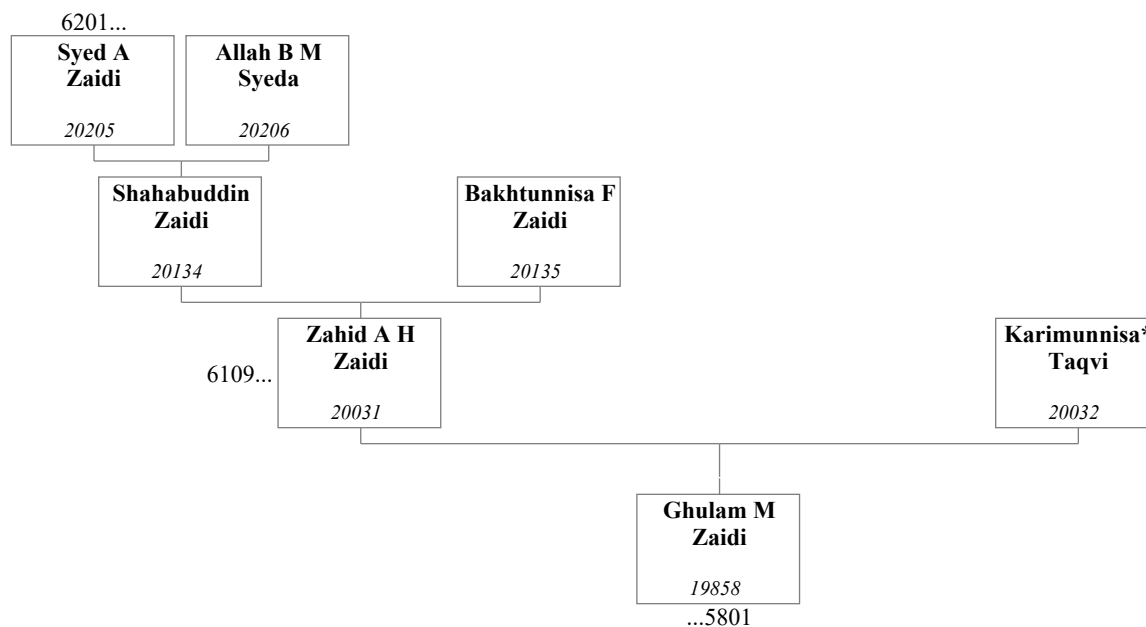 6201...
Syed A
Zaidi
20205
Allah B M
Syeda
20206
Shahabuddin
Zaidi
20134
Bakhtunnisa F
Zaidi
20135
6109...
Zahid A H
Zaidi
20031
Karimunnisa*
Taqvi
20032
Ghulam M
Zaidi
19858
...5801